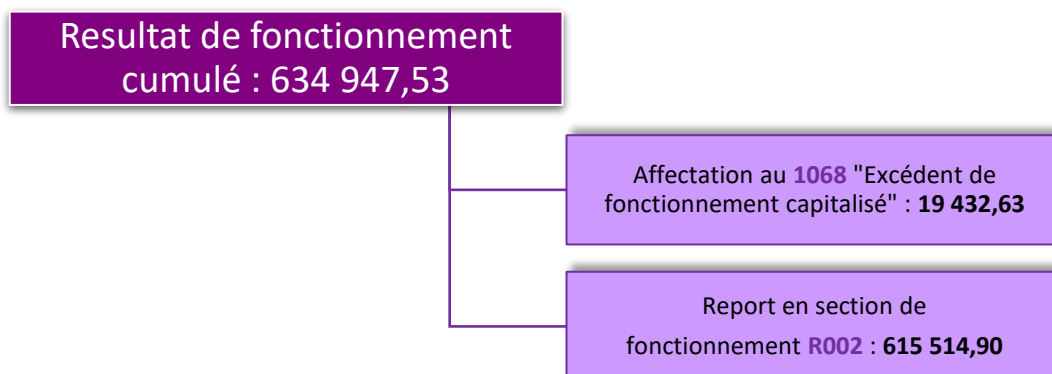 Resultat de fonctionnement
cumulé : 634 947,53
Affectation au 1068 "Excédent de
fonctionnement capitalisé" : 19 432,63
Report en section de
fonctionnement R002 : 615 514,90